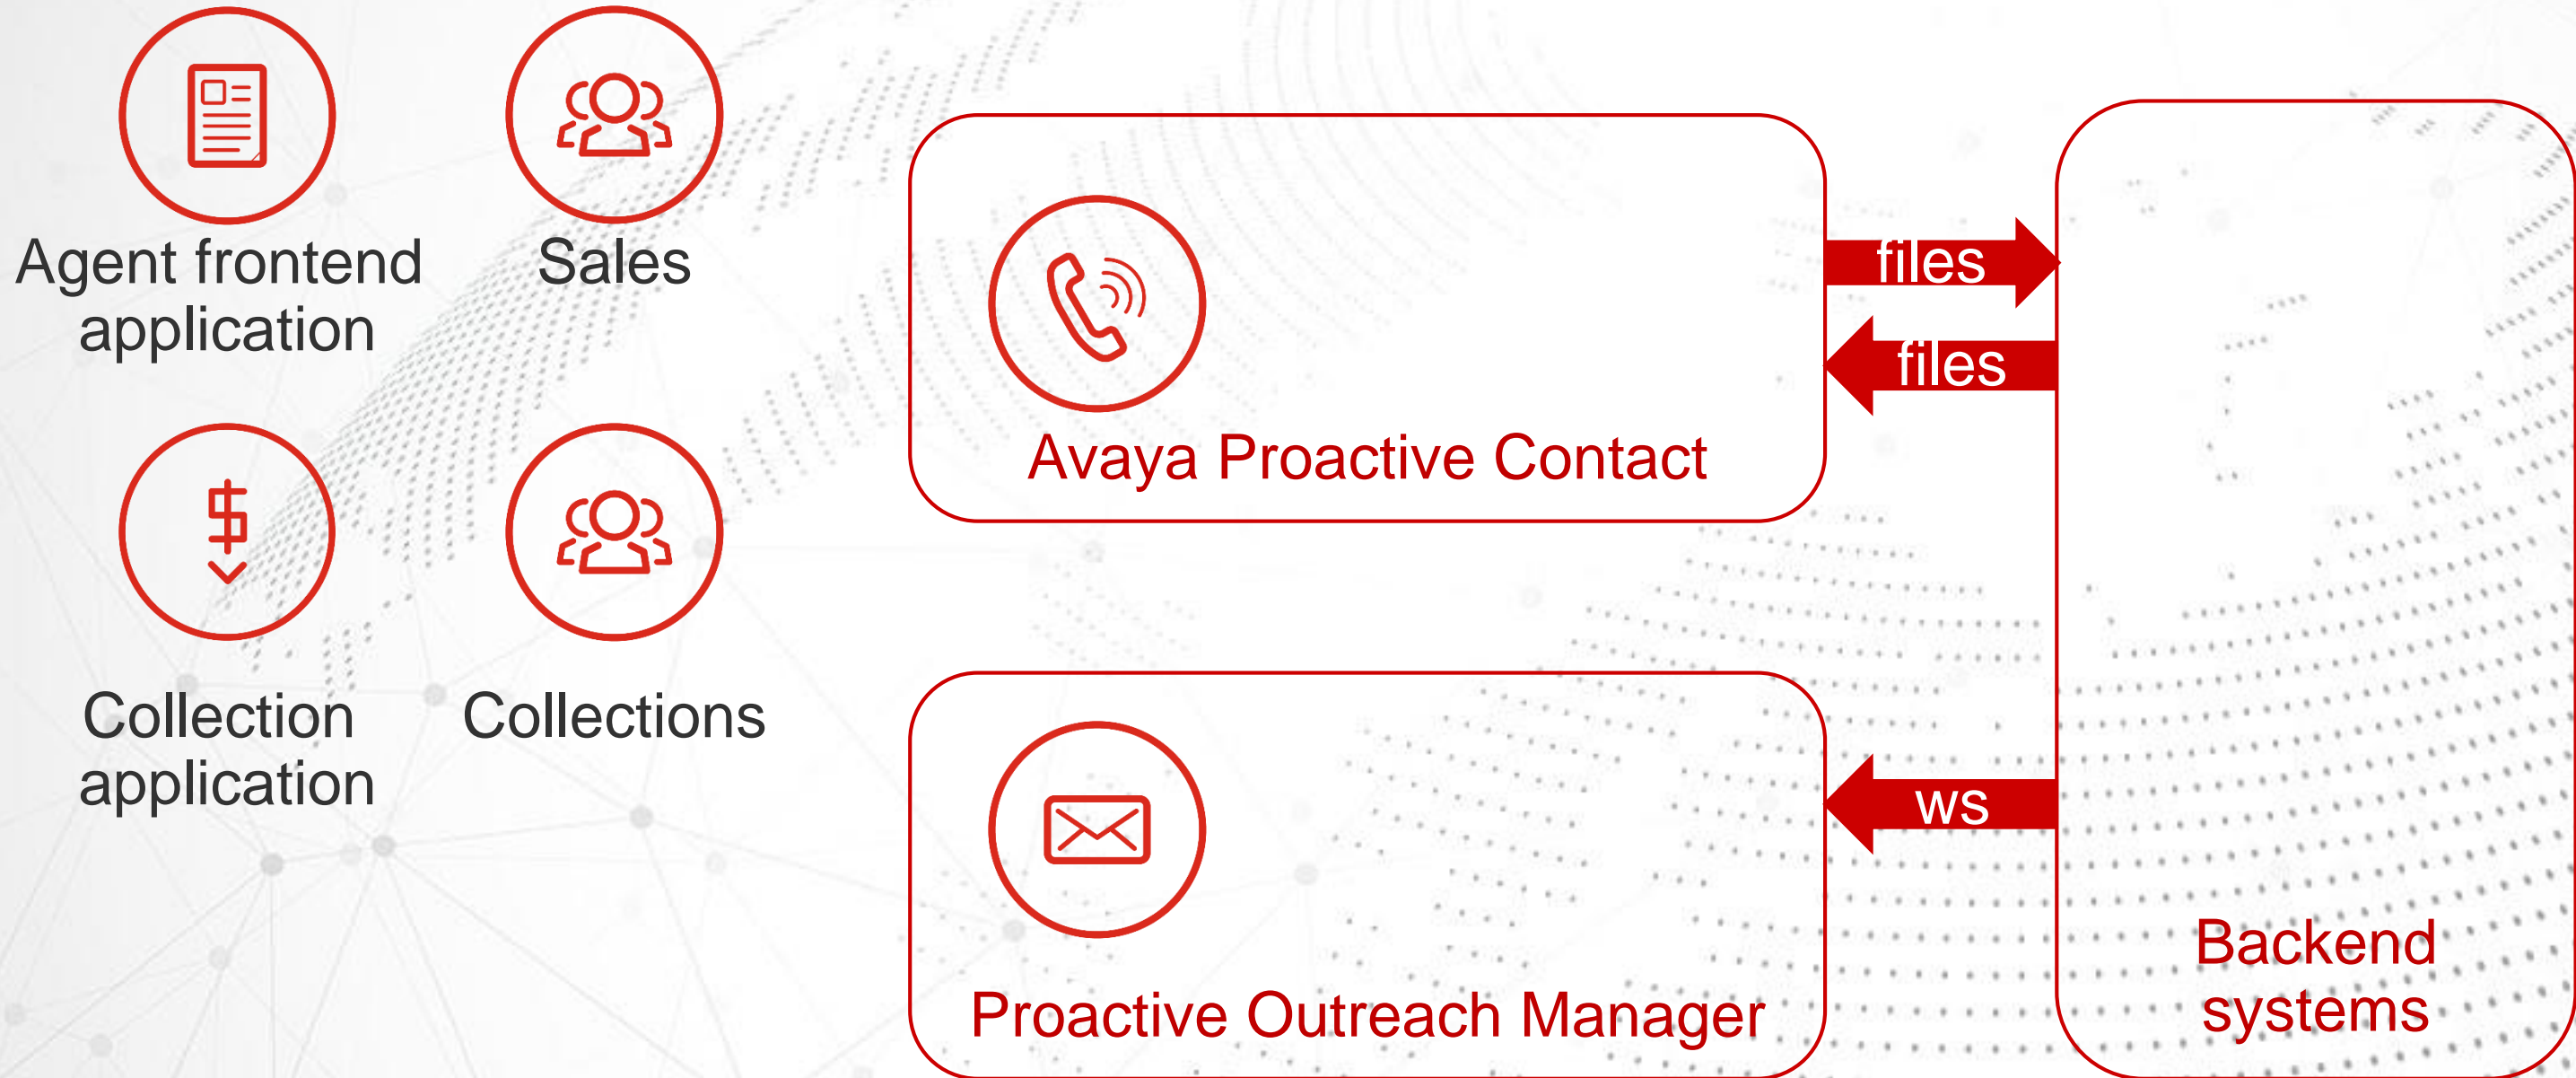 Agent frontend
application
Sales
Collection
application
Collections
Avaya Proactive Contact
Proactive Outreach Manager
files
files
ws
Backend
systems